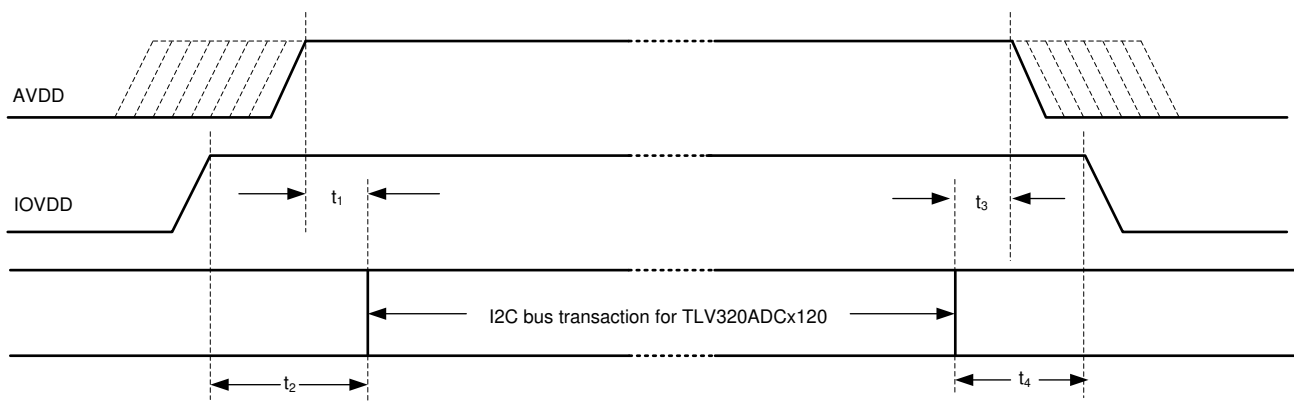 AVDD
IOVDD
t1
t3
I2C bus transaction for TLV320ADCx120
t2
t4